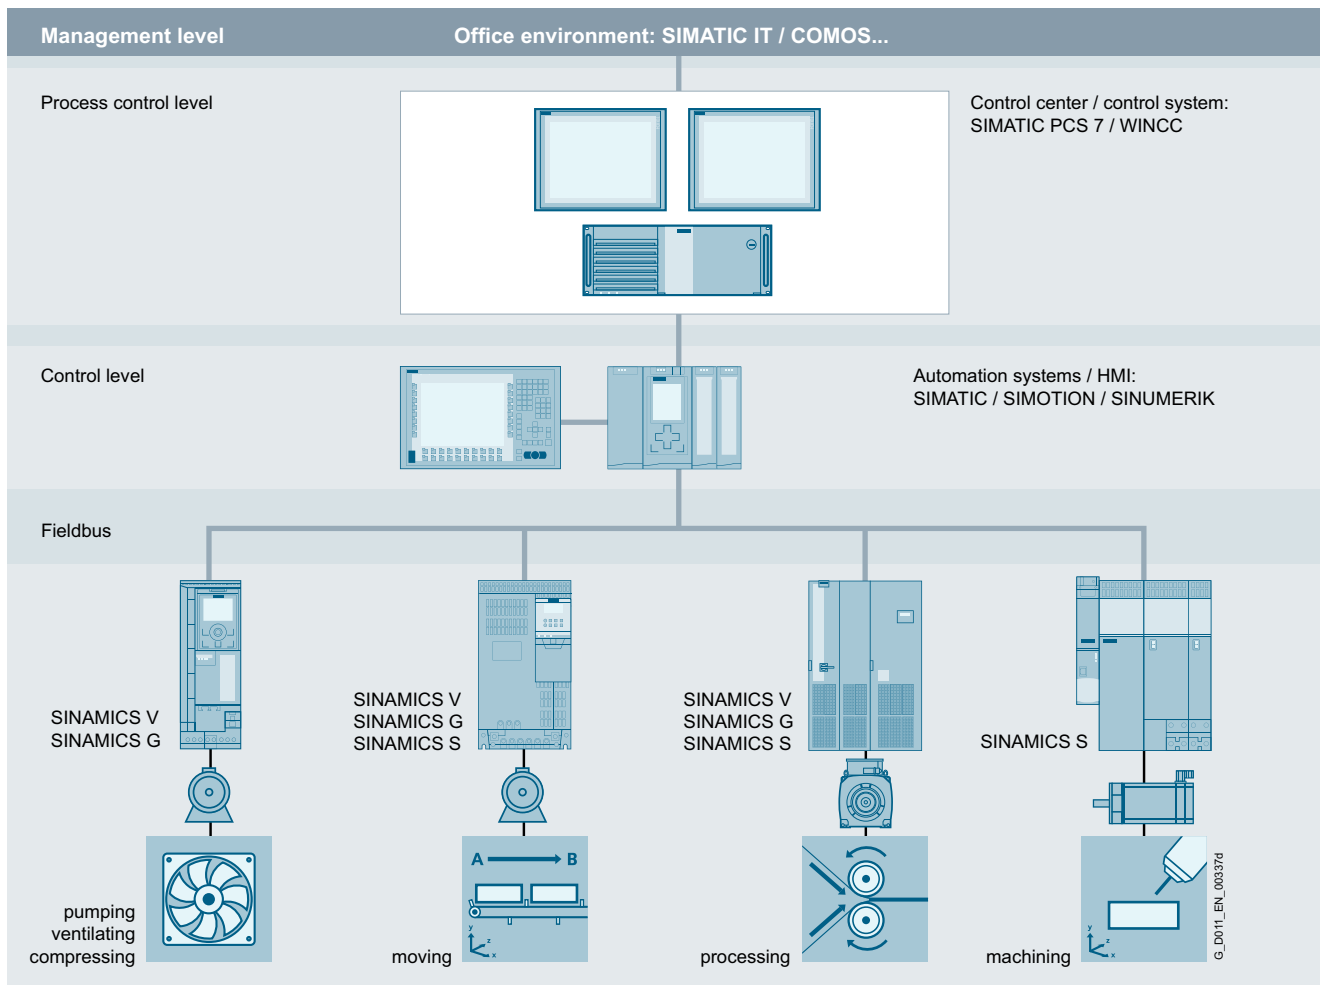 Management level
Office environment: SIMATIC IT / COMOS...
Process control level
Control center / control system:
SIMATIC PCS 7 / WINCC
Control level
Automation systems / HMI:
SIMATIC / SIMOTION / SINUMERIK
Fieldbus
SINAMICS V
SINAMICS G
SINAMICS V
SINAMICS G
SINAMICS S
SINAMICS V
SINAMICS G
SINAMICS S
SINAMICS S
pumping
ventilating
compressing
A B
y
z
x
moving
processing
y
z
x
machining
G_D011_EN_00337d